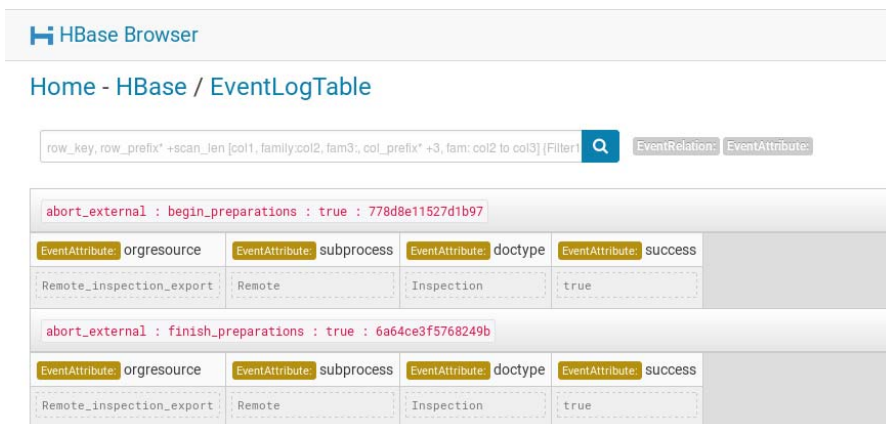 HBase Browser
Home - HBase / EventLogTable
row_key, row_prefix* +scan_len [col1, family:col2, fam3:, col_prefix* +3, fam: col2 to col3] {Filter1 EventRelation: EventAttribute:
abort_external : begin_preparations : true : 778d8e11527d1b97
EventAttribute: orgresource EventAttribute: subprocess EventAttribute: doctype EventAttribute: success
Remote_inspection_export Remote Inspection true
abort_external : finish_preparations : true : 6a64ce3f5768249b
EventAttribute: orgresource EventAttribute: subprocess EventAttribute: doctype EventAttribute: success
Remote_inspection_export Remote Inspection true